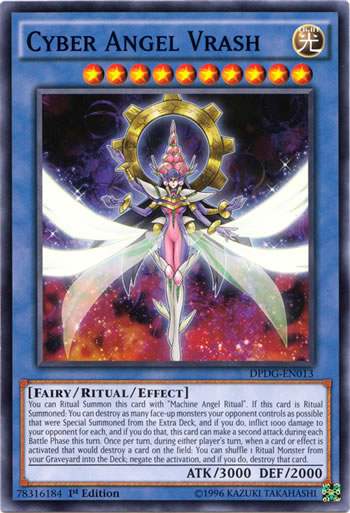 CYBER ANGEL VRASH
LIGHT
光
DPDG-EN013
[FAIRY/RITUAL/EFFECT]
You can Ritual Summon this card with "Machine Angel Ritual". If this card is Ritual
Summoned: You can destroy as many face-up monsters your opponent controls as possible
that were Special Summoned from the Extra Deck, and if you do, inflict 1000 damage to
your opponent for each, and if you do that, this card can make a second attack during each
Battle Phase this turn. Once per turn, during either player's turn, when a card or effect is
activated that would destroy a card on the field: You can shuffle 1 Ritual Monster from
your Graveyard into the Deck; negate the activation, and if you do, destroy that card.
ATK/3000 DEF/2000
78316184 1st Edition ©1996 KAZUKI TAKAHASHI